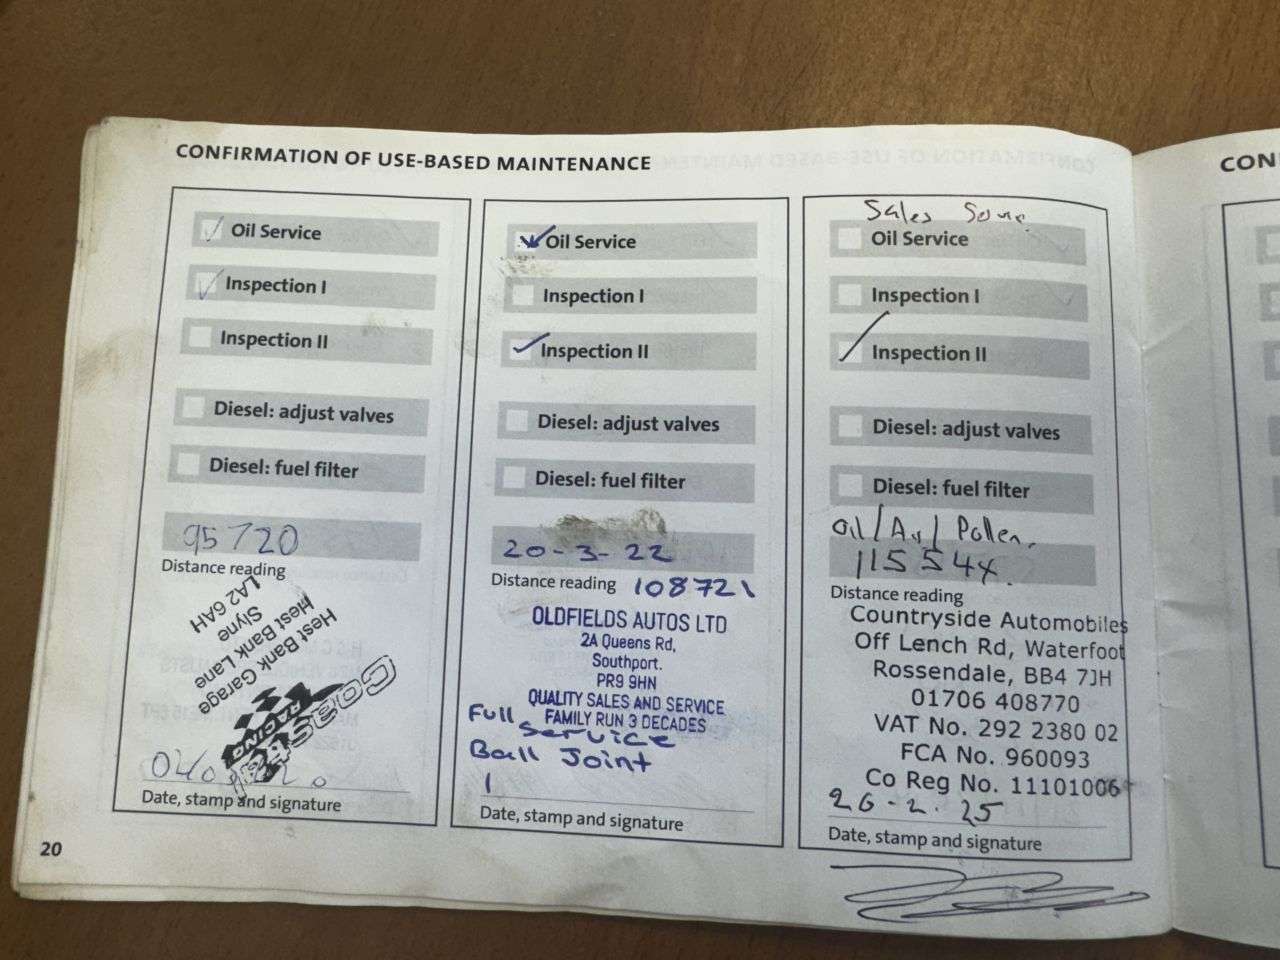 CONFIRMATION OF USE-BASED MAINTENANCE
Oil Service
Inspection I
Inspection II
Diesel: adjust valves
Diesel: fuel filter
95720
Distance reading
Hest Bank Garage
Hest Bank Lane
Slyne
LA2 6AH
RACING
Date, stamp and signature
Oil Service
Inspection I
Inspection II
Diesel: adjust valves
Diesel: fuel filter
20-3-22
Distance reading 108721
OLDFIELDS AUTOS LTD
2A Queens Rd,
Southport.
PR9 9HN
QUALITY SALES AND SERVICE
FAMILY RUN 3 DECADES
Full
Service
Ball Joint
1
Date, stamp and signature
Sales
Oil Service
Inspection I
Inspection II
Diesel: adjust valves
Diesel: fuel filter
Oil/Air/Pollen.
Distance reading
Countryside Automobiles
Off Lench Rd, Waterfoot
Rossendale, BB4 7JH
01706 408770
VAT No. 292 2380 02
FCA No. 960093
Co Reg No. 11101006
26-2.25
Date, stamp and signature
20
CON